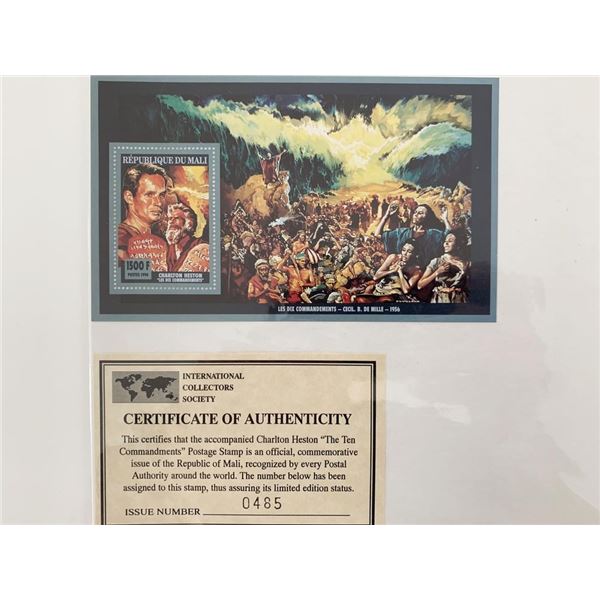 RÉPUBLIQUE DU MALI
1500 F
POSTES 1996
CHARLTON HESTON
"LES DIX COMMANDEMENTS"
LES DIX COMMANDEMENTS – CECIL. B. DE MILLE – 1956
INTERNATIONAL
COLLECTORS
SOCIETY
CERTIFICATE OF AUTHENTICITY
This certifies that the accompanied Charlton Heston "The Ten
Commandments" Postage Stamp is an official, commemorative
issue of the Republic of Mali, recognized by every Postal
Authority around the world. The number below has been
assigned to this stamp, thus assuring its limited edition status.
ISSUE NUMBER 0485